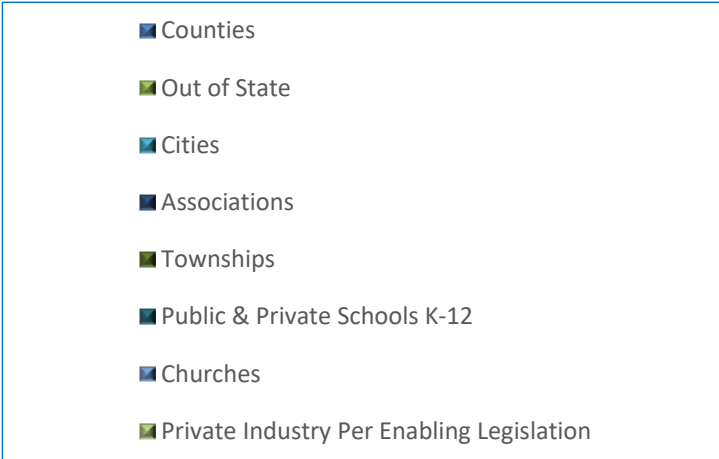 Counties
Out of State
Cities
Associations
Townships
Public & Private Schools K-12
Churches
Private Industry Per Enabling Legislation